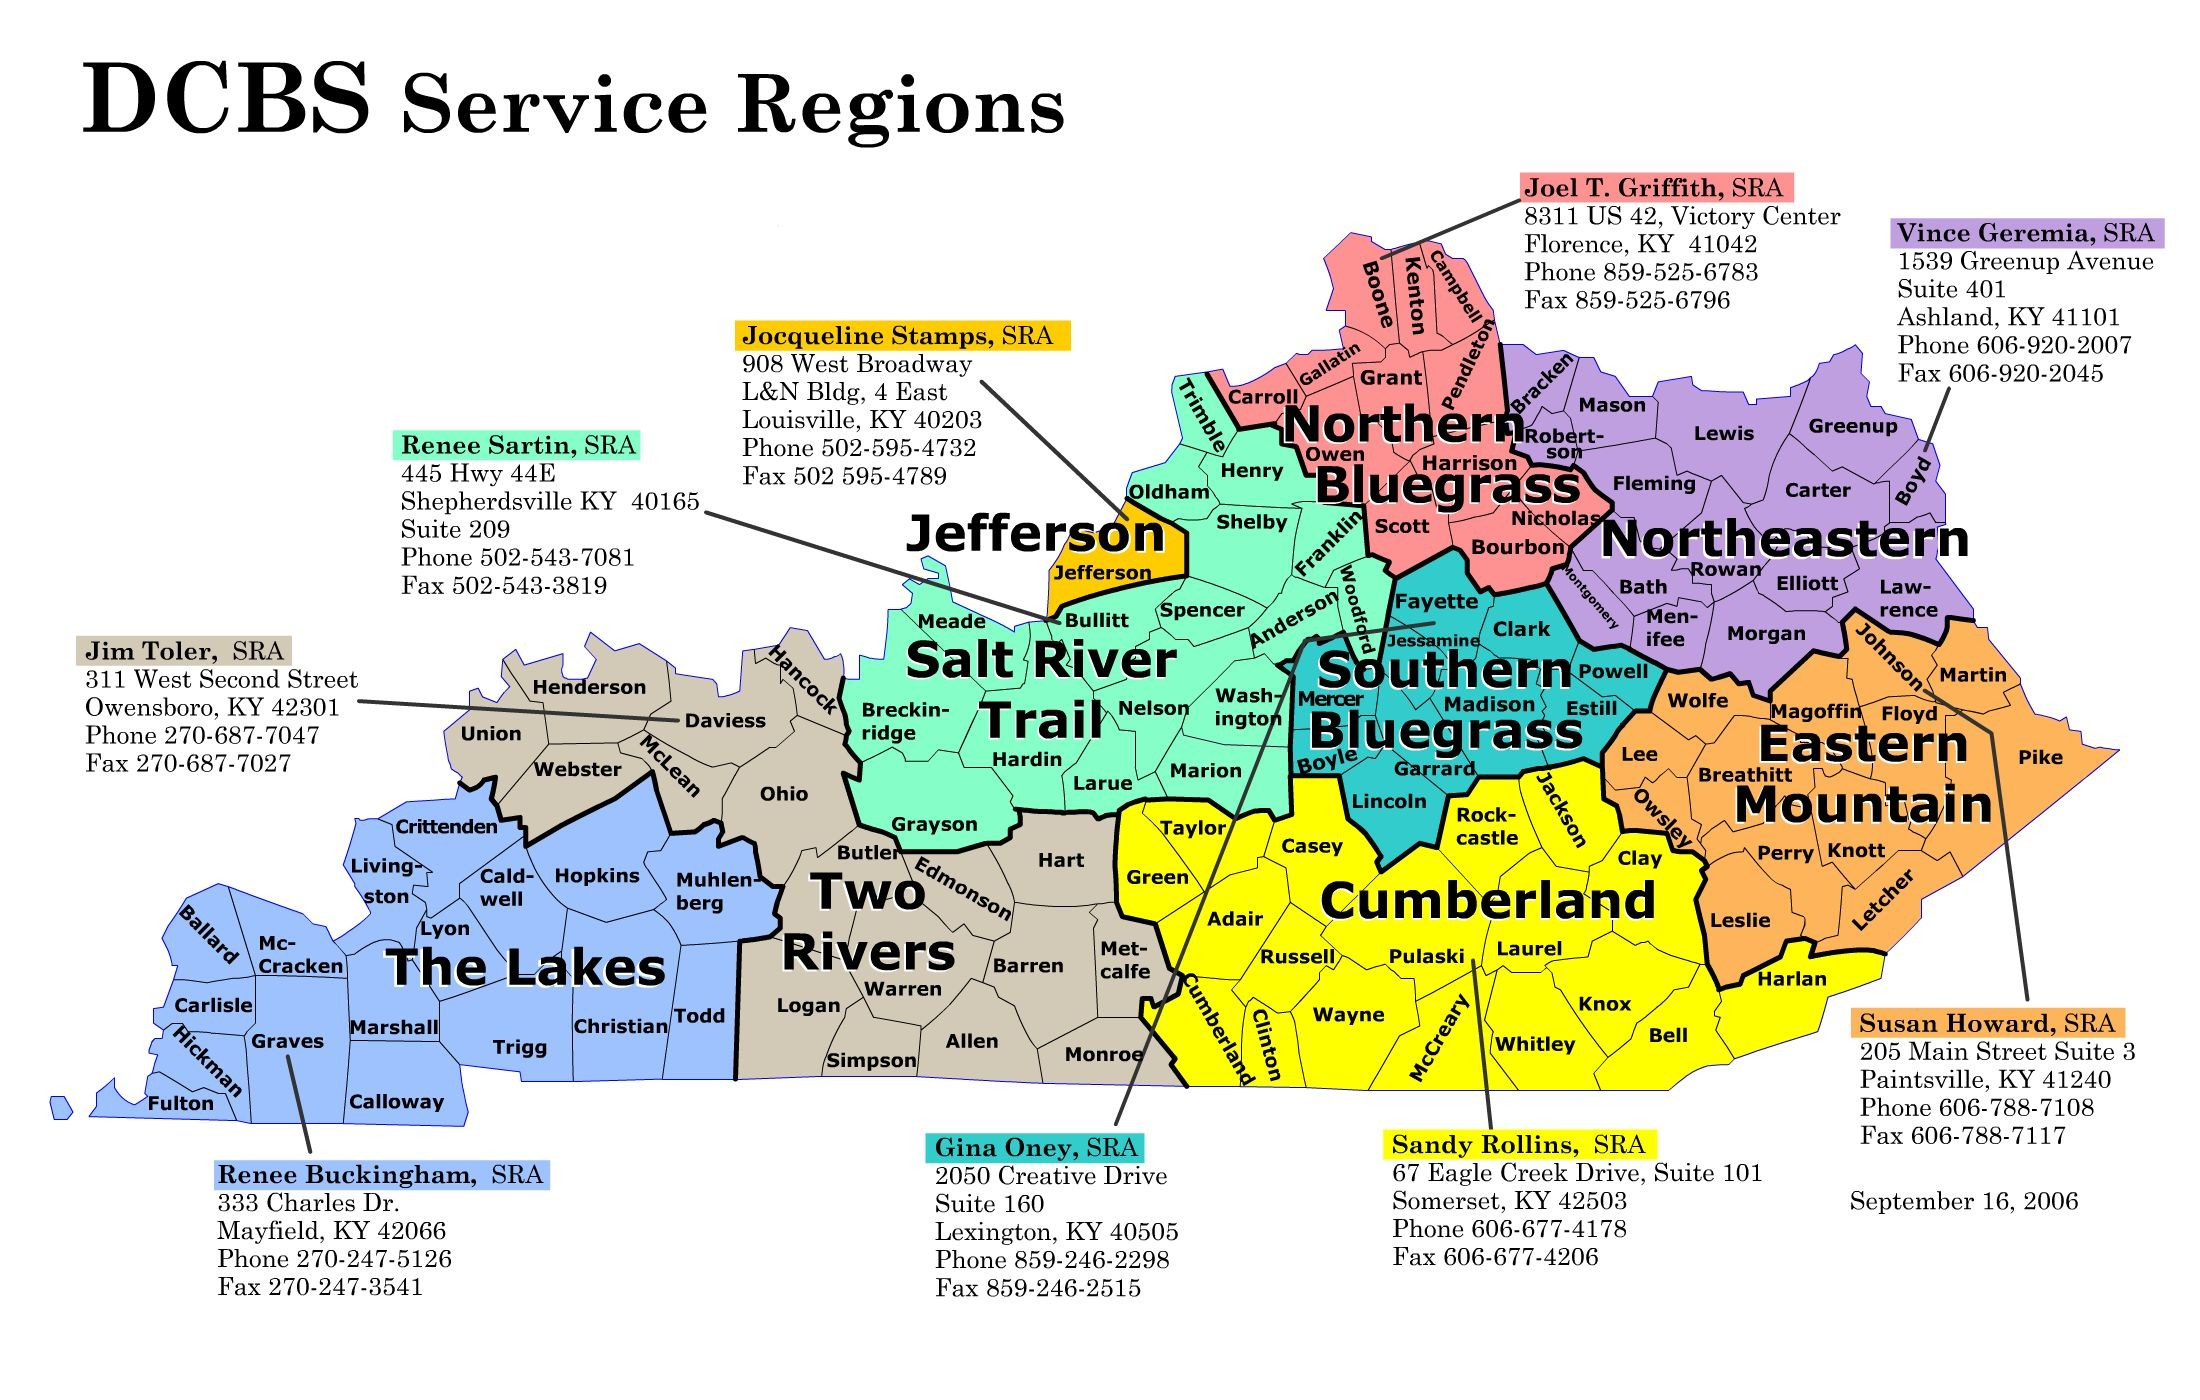 DCBS Service Regions
Joel T. Griffith, SRA
8311 US 42, Victory Center
Florence, KY 41042
Phone 859-525-6783
Fax 859-525-6796
Vince Geremia, SRA
1539 Greenup Avenue
Suite 401
Ashland, KY 41101
Phone 606-920-2007
Fax 606-920-2045
Jocqueline Stamps, SRA
908 West Broadway
L&N Bldg, 4 East
Louisville, KY 40203
Phone 502-595-4732
Fax 502 595-4789
Renee Sartin, SRA
445 Hwy 44E
Shepherdsville KY 40165
Suite 209
Phone 502-543-7081
Fax 502-543-3819
Jim Toler, SRA
311 West Second Street
Owensboro, KY 42301
Phone 270-687-7047
Fax 270-687-7027
Northern
Bluegrass
Boone
Kenton
Campbell
Gallatin
Grant
Pendleton
Carroll
Owen
Harrison
Scott
Nicholas
Bourbon
Northeastern
Bracken
Mason
Robert-
son
Lewis
Greenup
Fleming
Carter
Boyd
Montgomery
Bath
Rowan
Elliott
Law-
rence
Men-
ifee
Morgan
Jefferson
Jefferson
Salt River
Trail
Trimble
Henry
Oldham
Shelby
Franklin
Woodford
Anderson
Spencer
Bullitt
Meade
Breckin-
ridge
Nelson
Wash-
ington
Hardin
Larue
Marion
Grayson
Southern
Bluegrass
Fayette
Jessamine
Clark
Mercer
Madison
Powell
Estill
Boyle
Garrard
Lincoln
Eastern
Mountain
Johnson
Martin
Wolfe
Magoffin
Floyd
Lee
Breathitt
Pike
Owsley
Perry
Knott
Leslie
Letcher
Two
Rivers
Henderson
Hancock
Union
Daviess
Webster
McLean
Ohio
Butler
Edmonson
Hart
Barren
Met-
calfe
Warren
Logan
Simpson
Allen
Monroe
The Lakes
Crittenden
Living-
ston
Cald-
well
Hopkins
Muhlen-
berg
Lyon
Ballard
Mc-
Cracken
Carlisle
Hickman
Graves
Marshall
Trigg
Christian
Todd
Fulton
Calloway
Cumberland
Taylor
Green
Casey
Rock-
castle
Jackson
Clay
Adair
Russell
Pulaski
Laurel
Cumberland
Clinton
Wayne
McCreary
Whitley
Knox
Bell
Harlan
Renee Buckingham, SRA
333 Charles Dr.
Mayfield, KY 42066
Phone 270-247-5126
Fax 270-247-3541
Gina Oney, SRA
2050 Creative Drive
Suite 160
Lexington, KY 40505
Phone 859-246-2298
Fax 859-246-2515
Sandy Rollins, SRA
67 Eagle Creek Drive, Suite 101
Somerset, KY 42503
Phone 606-677-4178
Fax 606-677-4206
Susan Howard, SRA
205 Main Street Suite 3
Paintsville, KY 41240
Phone 606-788-7108
Fax 606-788-7117
September 16, 2006